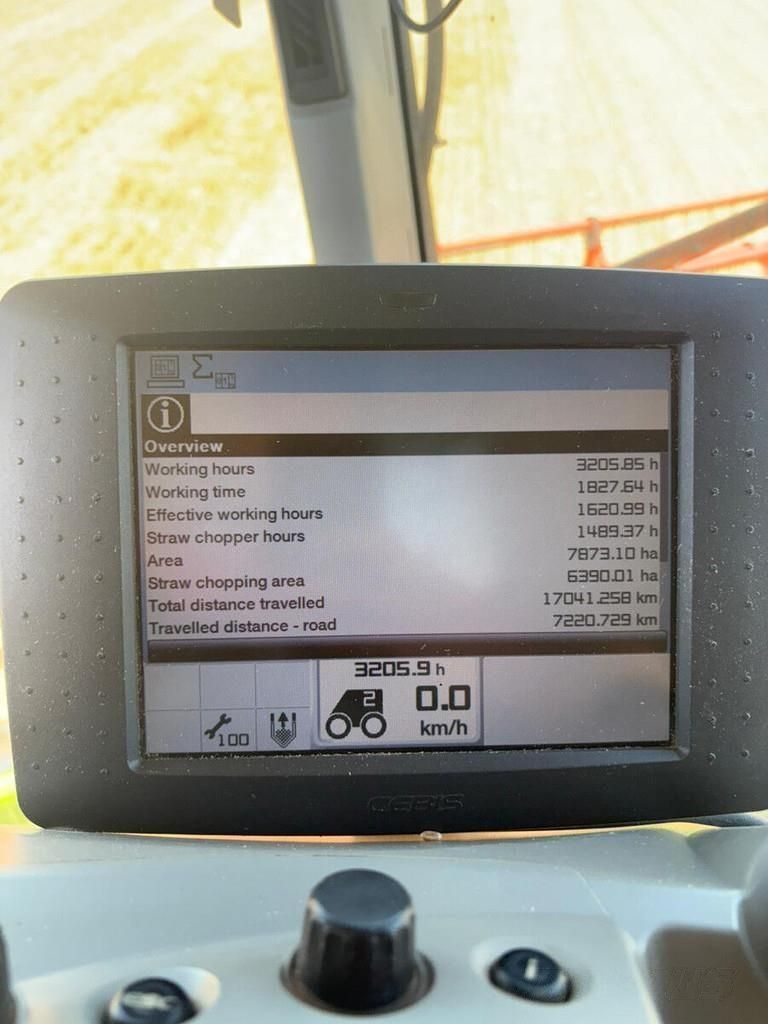 Overview
Working hours 3205.85 h
Working time 1827.64 h
Effective working hours 1620.99 h
Straw chopper hours 1489.37 h
Area 7873.10 ha
Straw chopping area 6390.01 ha
Total distance travelled 17041.258 km
Travelled distance - road 7220.729 km
3205.9 h
2
0.0
km/h
100
CEBIS